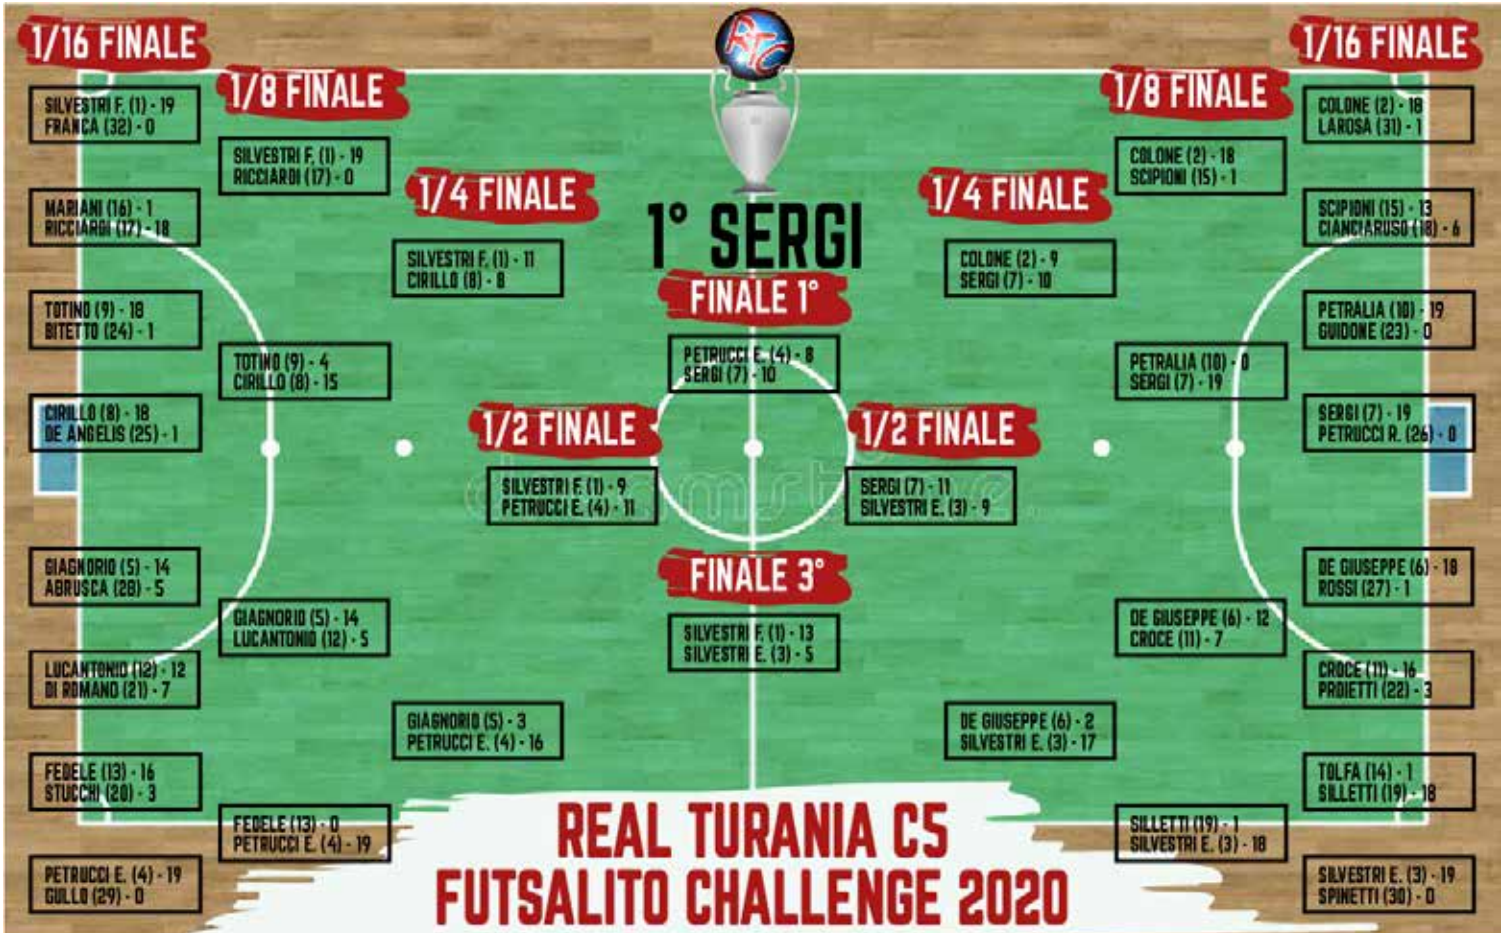 RTC
1/16 FINALE
SILVESTRI F. (1) - 19
FRANCA (32) - 0
MARIANI (16) - 1
RICCIARDI (17) - 18
TOTINO (9) - 18
BITETTO (24) - 1
CIRILLO (8) - 18
DE ANGELIS (25) - 1
GIAGNORIO (5) - 14
ABRUSCA (28) - 5
LUCANTONIO (12) - 12
DI ROMANO (21) - 7
FEDELE (13) - 16
STUCCHI (20) - 3
PETRUCCI E. (4) - 19
GULLO (29) - 0
1/8 FINALE
SILVESTRI F. (1) - 19
RICCIARDI (17) - 0
TOTINO (9) - 4
CIRILLO (8) - 15
GIAGNORIO (5) - 14
LUCANTONIO (12) - 5
FEDELE (13) - 0
PETRUCCI E. (4) - 19
1/4 FINALE
SILVESTRI F. (1) - 11
CIRILLO (8) - 8
GIAGNORIO (5) - 3
PETRUCCI E. (4) - 16
1/2 FINALE
SILVESTRI F. (1) - 9
PETRUCCI E. (4) - 11
1° SERGI
FINALE 1°
PETRUCCI E. (4) - 8
SERGI (7) - 10
FINALE 3°
SILVESTRI F. (1) - 13
SILVESTRI E. (3) - 5
1/2 FINALE
SERGI (7) - 11
SILVESTRI E. (3) - 9
1/4 FINALE
COLONE (2) - 9
SERGI (7) - 10
DE GIUSEPPE (6) - 2
SILVESTRI E. (3) - 17
1/8 FINALE
COLONE (2) - 18
SCIPIONI (15) - 1
PETRALIA (10) - 0
SERGI (7) - 19
DE GIUSEPPE (6) - 12
CROCE (11) - 7
SILLETTI (19) - 1
SILVESTRI E. (3) - 18
1/16 FINALE
COLONE (2) - 18
LAROSA (31) - 1
SCIPIONI (15) - 13
CIANCIARUSO (18) - 6
PETRALIA (10) - 19
GUIDONE (23) - 0
SERGI (7) - 19
PETRUCCI R. (26) - 0
DE GIUSEPPE (6) - 18
ROSSI (27) - 1
CROCE (11) - 16
PROIETTI (22) - 3
TOLFA (14) - 1
SILLETTI (19) - 18
SILVESTRI E. (3) - 19
SPINETTI (30) - 0
REAL TURANIA C5
FUTSALITO CHALLENGE 2020